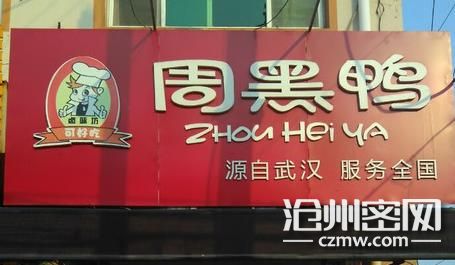 周黑鸭
ZHOU HEI YA
卤味坊
可好吃
源自武汉 服务全国
沧州密网
czmw.com